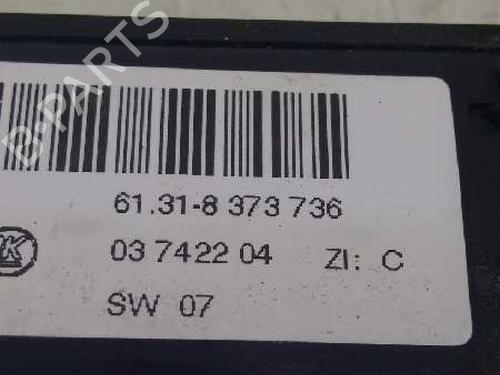 B-PARTS
61.31-8 373 736
03 7422 04 ZI: C
K
SW 07